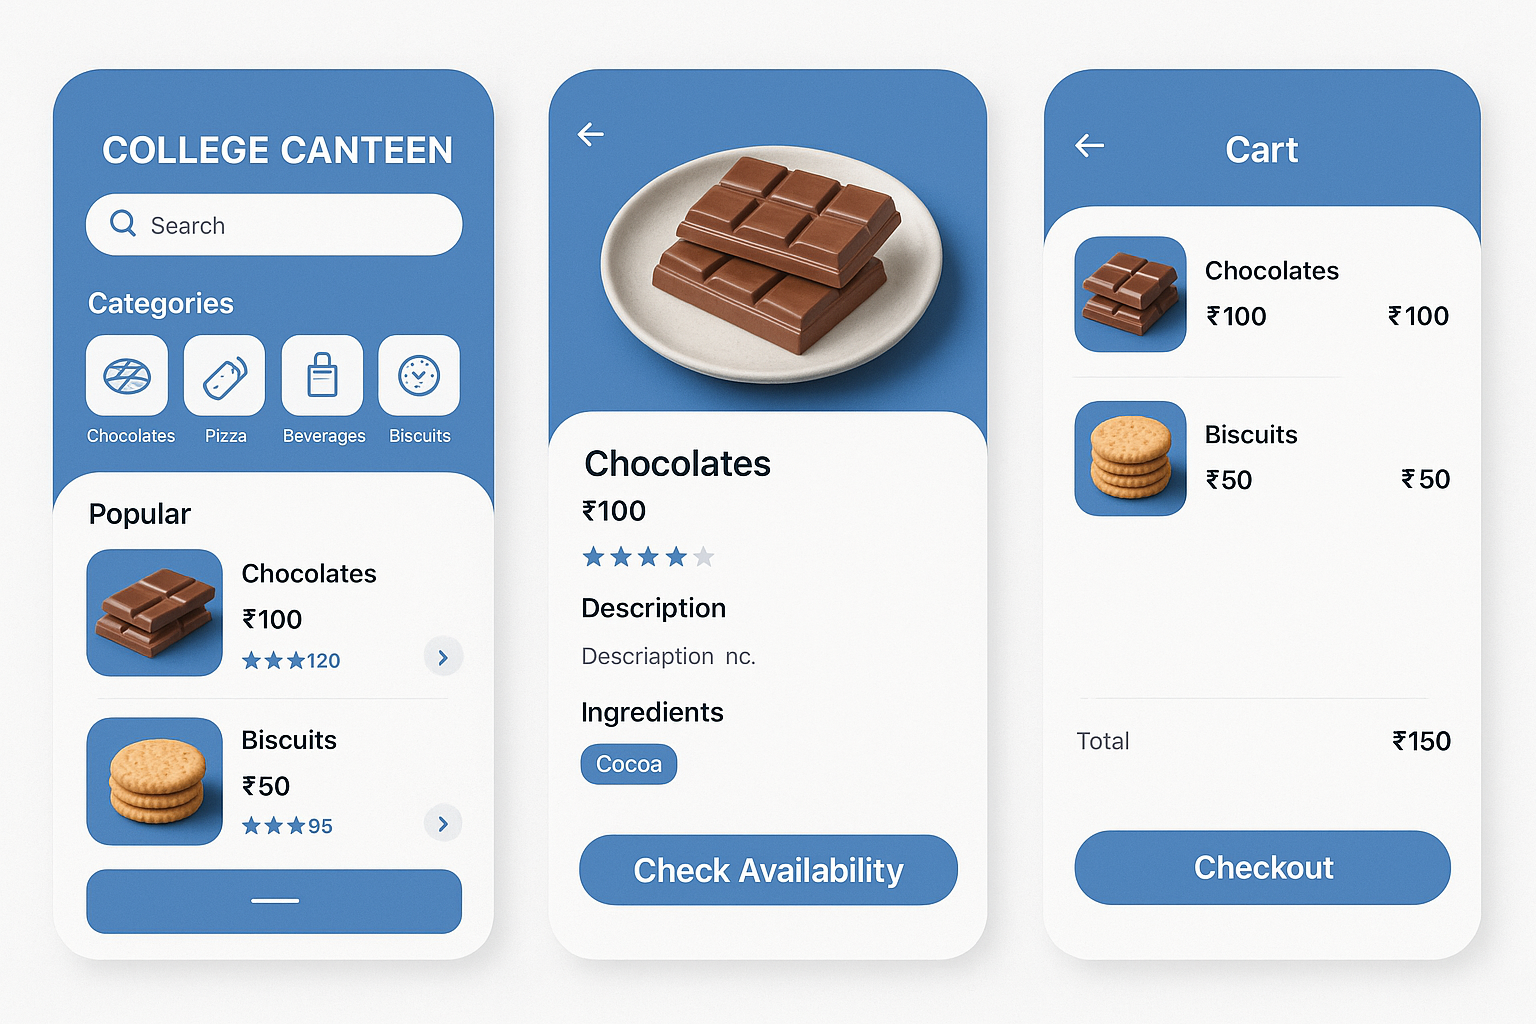 COLLEGE CANTEEN
Search
Categories
Chocolates Pizza Beverages Biscuits
Popular
Chocolates
₹100
★★★120
Biscuits
₹50
★★★95
Chocolates
₹100
★★★★★
Description
Descriaption nc.
Ingredients
Cocoa
Check Availability
Cart
Chocolates
₹100 ₹100
Biscuits
₹50 ₹50
Total ₹150
Checkout